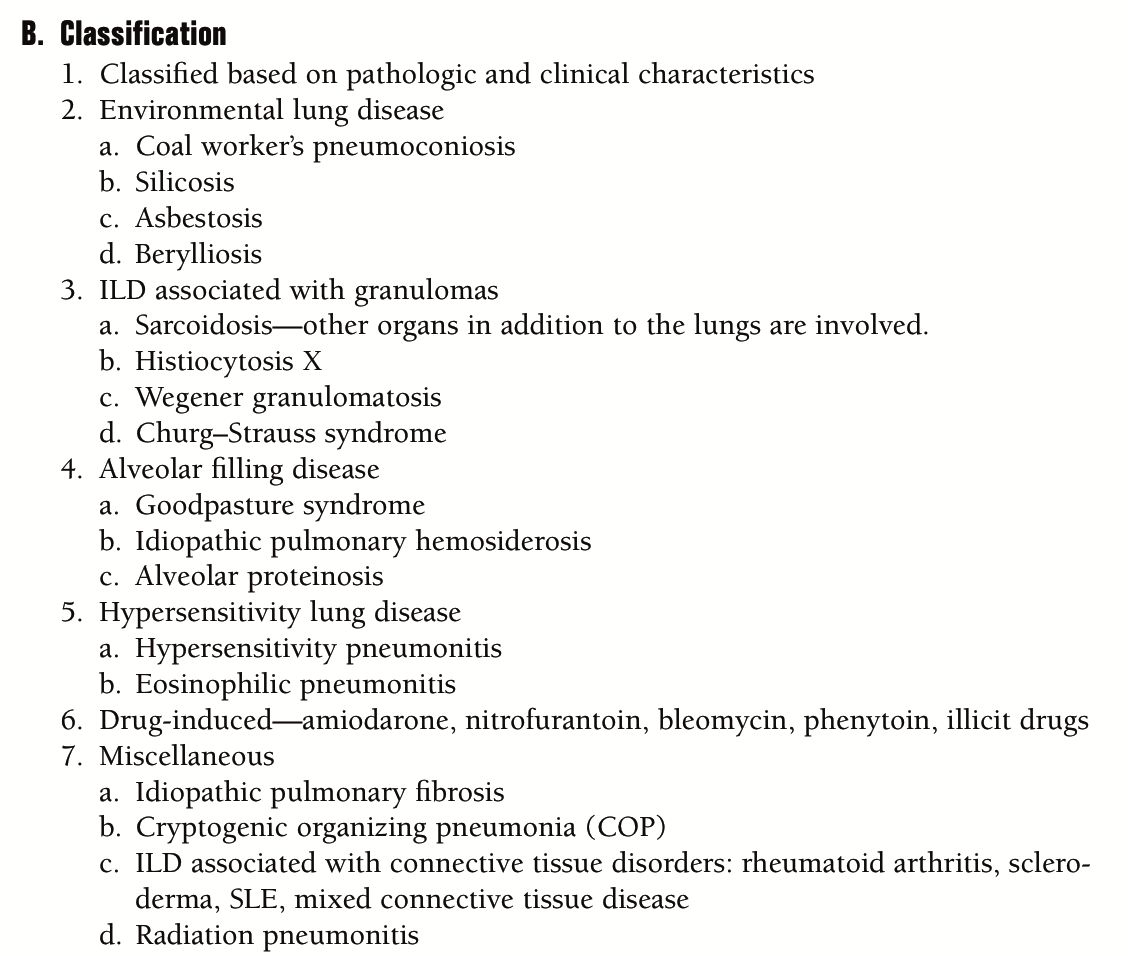 B. Classification
1. Classified based on pathologic and clinical characteristics
2. Environmental lung disease
a. Coal worker’s pneumoconiosis
b. Silicosis
c. Asbestosis
d. Berylliosis
3. ILD associated with granulomas
a. Sarcoidosis—other organs in addition to the lungs are involved.
b. Histiocytosis X
c. Wegener granulomatosis
d. Churg–Strauss syndrome
4. Alveolar filling disease
a. Goodpasture syndrome
b. Idiopathic pulmonary hemosiderosis
c. Alveolar proteinosis
5. Hypersensitivity lung disease
a. Hypersensitivity pneumonitis
b. Eosinophilic pneumonitis
6. Drug-induced—amiodarone, nitrofurantoin, bleomycin, phenytoin, illicit drugs
7. Miscellaneous
a. Idiopathic pulmonary fibrosis
b. Cryptogenic organizing pneumonia (COP)
c. ILD associated with connective tissue disorders: rheumatoid arthritis, sclero-
derma, SLE, mixed connective tissue disease
d. Radiation pneumonitis